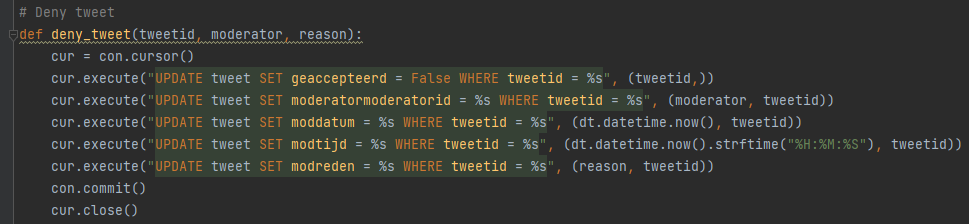 # Deny tweet
def deny_tweet(tweetid, moderator, reason):
    cur = con.cursor()
    cur.execute("UPDATE tweet SET geaccepteerd = False WHERE tweetid = %s", (tweetid,))
    cur.execute("UPDATE tweet SET moderatormoderatorid = %s WHERE tweetid = %s", (moderator, tweetid))
    cur.execute("UPDATE tweet SET moddatum = %s WHERE tweetid = %s", (dt.datetime.now(), tweetid))
    cur.execute("UPDATE tweet SET modtijd = %s WHERE tweetid = %s", (dt.datetime.now().strftime("%H:%M:%S"), tweetid))
    cur.execute("UPDATE tweet SET modreden = %s WHERE tweetid = %s", (reason, tweetid))
    con.commit()
    cur.close()